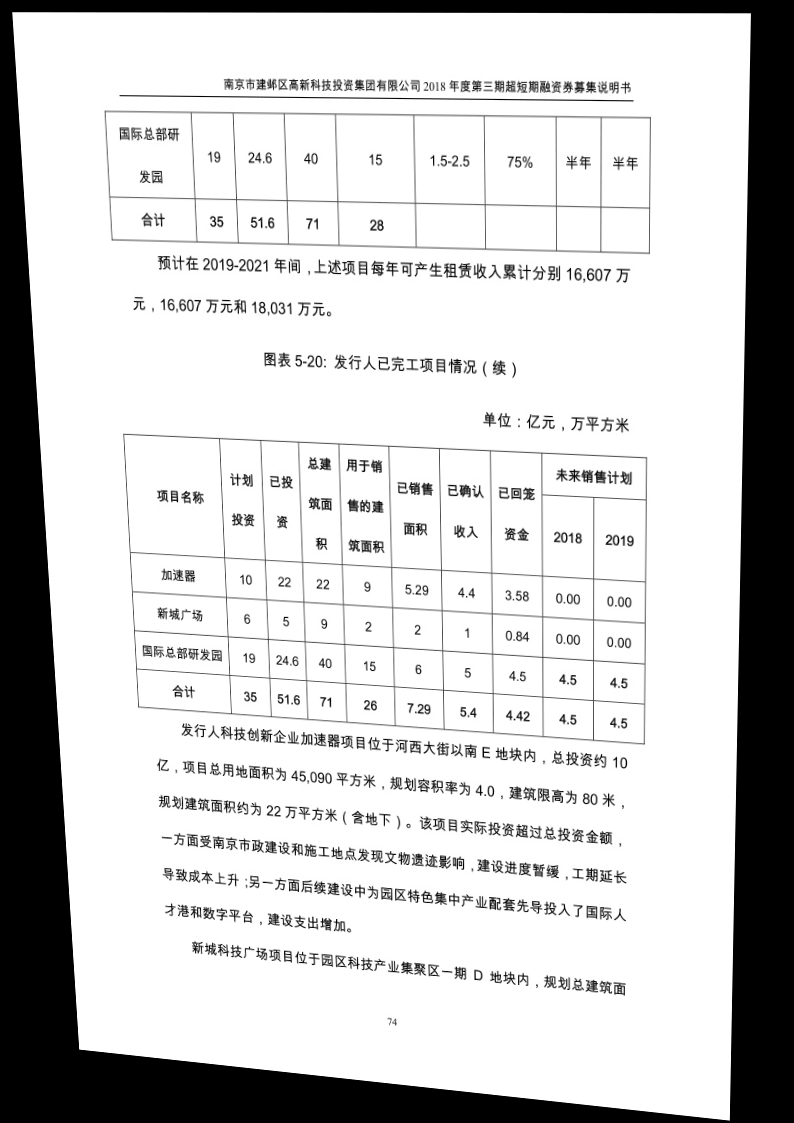 南京市建邺区高新科技投资集团有限公司 2018 年度第三期超短期融资券募集说明书
国际总部研发园 19 24.6 40 15 1.5-2.5 75% 半年 半年
合计 35 51.6 71 28
预计在 2019-2021 年间，上述项目每年可产生租赁收入累计分别 16,607 万
元，16,607 万元和 18,031 万元。
图表 5-20: 发行人已完工项目情况（续）
单位：亿元，万平方米
项目名称 计划投资 已投资 总建筑面积 用于销售的建筑面积 已销售面积 已确认收入 已回笼资金 未来销售计划
2018 2019
加速器 10 22 22 9 5.29 4.4 3.58 0.00 0.00
新城广场 6 5 9 2 2 1 0.84 0.00 0.00
国际总部研发园 19 24.6 40 15 6 5 4.5 4.5 4.5
合计 35 51.6 71 26 7.29 5.4 4.42 4.5 4.5
发行人科技创新企业加速器项目位于河西大街以南 E 地块内，总投资约 10
亿，项目总用地面积为 45,090 平方米，规划容积率为 4.0，建筑限高为 80 米，
规划建筑面积约为 22 万平方米（含地下）。该项目实际投资超过总投资金额，
一方面受南京市政建设和施工地点发现文物遗迹影响，建设进度暂缓，工期延长
导致成本上升；另一方面后续建设中为园区特色集中产业配套先导投入了国际人
才港和数字平台，建设支出增加。
新城科技广场项目位于园区科技产业集聚区一期 D 地块内，规划总建筑面
74